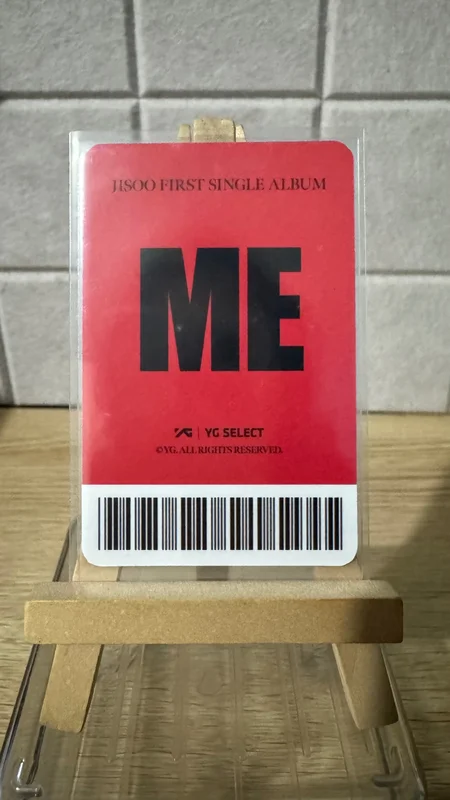 JISOO FIRST SINGLE ALBUM
ME
YG | YG SELECT
©YG. ALL RIGHTS RESERVED.